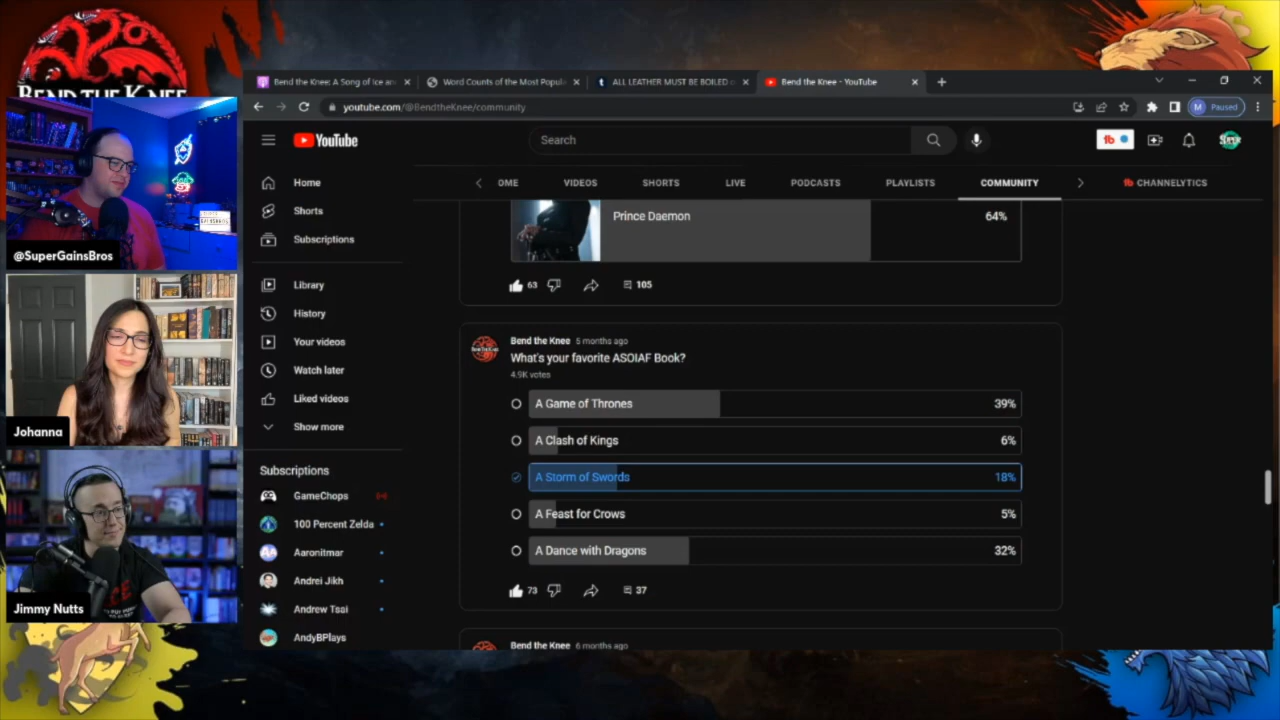 BEND THE KNEE
Bend the Knee: A Song of Ice an
Word Counts of the Most Popul
ALL LEATHER MUST BE BOILED
Bend the Knee - YouTube
youtube.com/@BendtheKnee/community
M Paused
YouTube
Search
OME
VIDEOS
SHORTS
LIVE
PODCASTS
PLAYLISTS
COMMUNITY
CHANNELYTICS
Home
Shorts
Subscriptions
Library
History
Your videos
Watch later
Liked videos
Show more
Subscriptions
GameChops
100 Percent Zelda
Aaronitmar
Andrei Jikh
Andrew Tsai
AndyBPlays
Prince Daemon 64%
63 105
Bend the Knee 5 months ago
What's your favorite ASOIAF Book?
4.9K votes
A Game of Thrones 39%
A Clash of Kings 6%
A Storm of Swords 18%
A Feast for Crows 5%
A Dance with Dragons 32%
73 37
Bend the Knee 6 months ago
@SuperGainsBros
Johanna
Jimmy Nutts